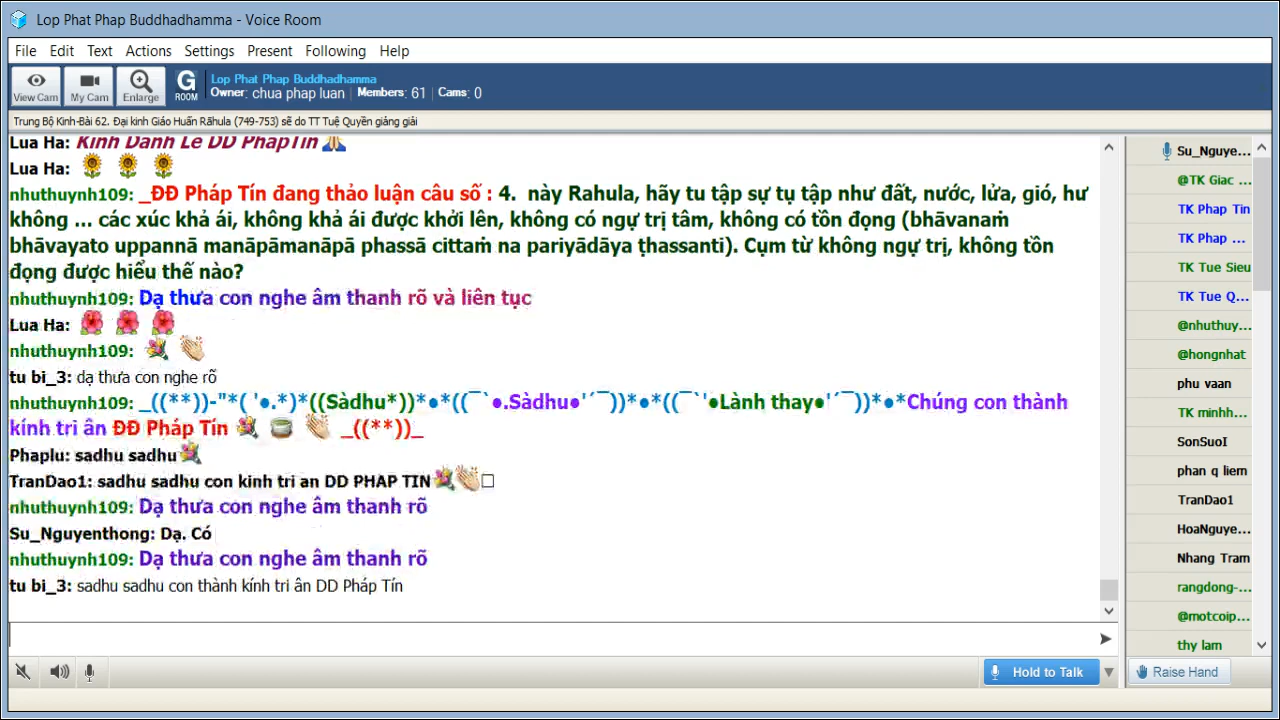 Lop Phat Phap Buddhadhamma - Voice Room
File Edit Text Actions Settings Present Following Help
View Cam My Cam Enlarge G ROOM
Lop Phat Phap Buddhadhamma
Owner: chua phap luan Members: 61 Cams: 0
Trung Bộ Kinh-Bài 62. Đại kinh Giáo Huấn Rāhula (749-753) sẽ do TT Tuệ Quyền giảng giải
Lua Ha: Kinh Danh Le DD PhapTin
Lua Ha:
nhuthuynh109: _ĐĐ Pháp Tín đang thảo luận câu số : 4. này Rahula, hãy tu tập sự tụ tập như đất, nước, lửa, gió, hư
không ... các xúc khả ái, không khả ái được khởi lên, không có ngự trị tâm, không có tồn đọng (bhāvanaṁ
bhāvayato uppannā manāpāmanāpā phassā cittaṁ na pariyādāya ṭhassanti). Cụm từ không ngự trị, không tồn
đọng được hiểu thế nào?
nhuthuynh109: Dạ thưa con nghe âm thanh rõ và liên tục
Lua Ha:
nhuthuynh109:
tu bi_3: dạ thưa con nghe rõ
nhuthuynh109: _((**))-"*( '●.*)*((Sàdhu*))*●*((¯`●.Sàdhu●'´¯))*●*((¯`'●Lành thay●'´¯))*●*Chúng con thành
kính tri ân ĐĐ Pháp Tín _((**))_
Phaplu: sadhu sadhu
TranDao1: sadhu sadhu con kinh tri an DD PHAP TIN
nhuthuynh109: Dạ thưa con nghe âm thanh rõ
Su_Nguyenthong: Dạ. Có
nhuthuynh109: Dạ thưa con nghe âm thanh rõ
tu bi_3: sadhu sadhu con thành kính tri ân DD Pháp Tín
Su_Nguye...
@TK Giac ...
TK Phap Tin
TK Phap ...
TK Tue Sieu
TK Tue Q...
@nhuthuy...
@hongnhat
phu vaan
TK minhh...
SonSuoI
phan q liem
TranDao1
HoaNguye...
Nhang Tram
rangdong-...
@motcoip...
thy lam
Hold to Talk
Raise Hand